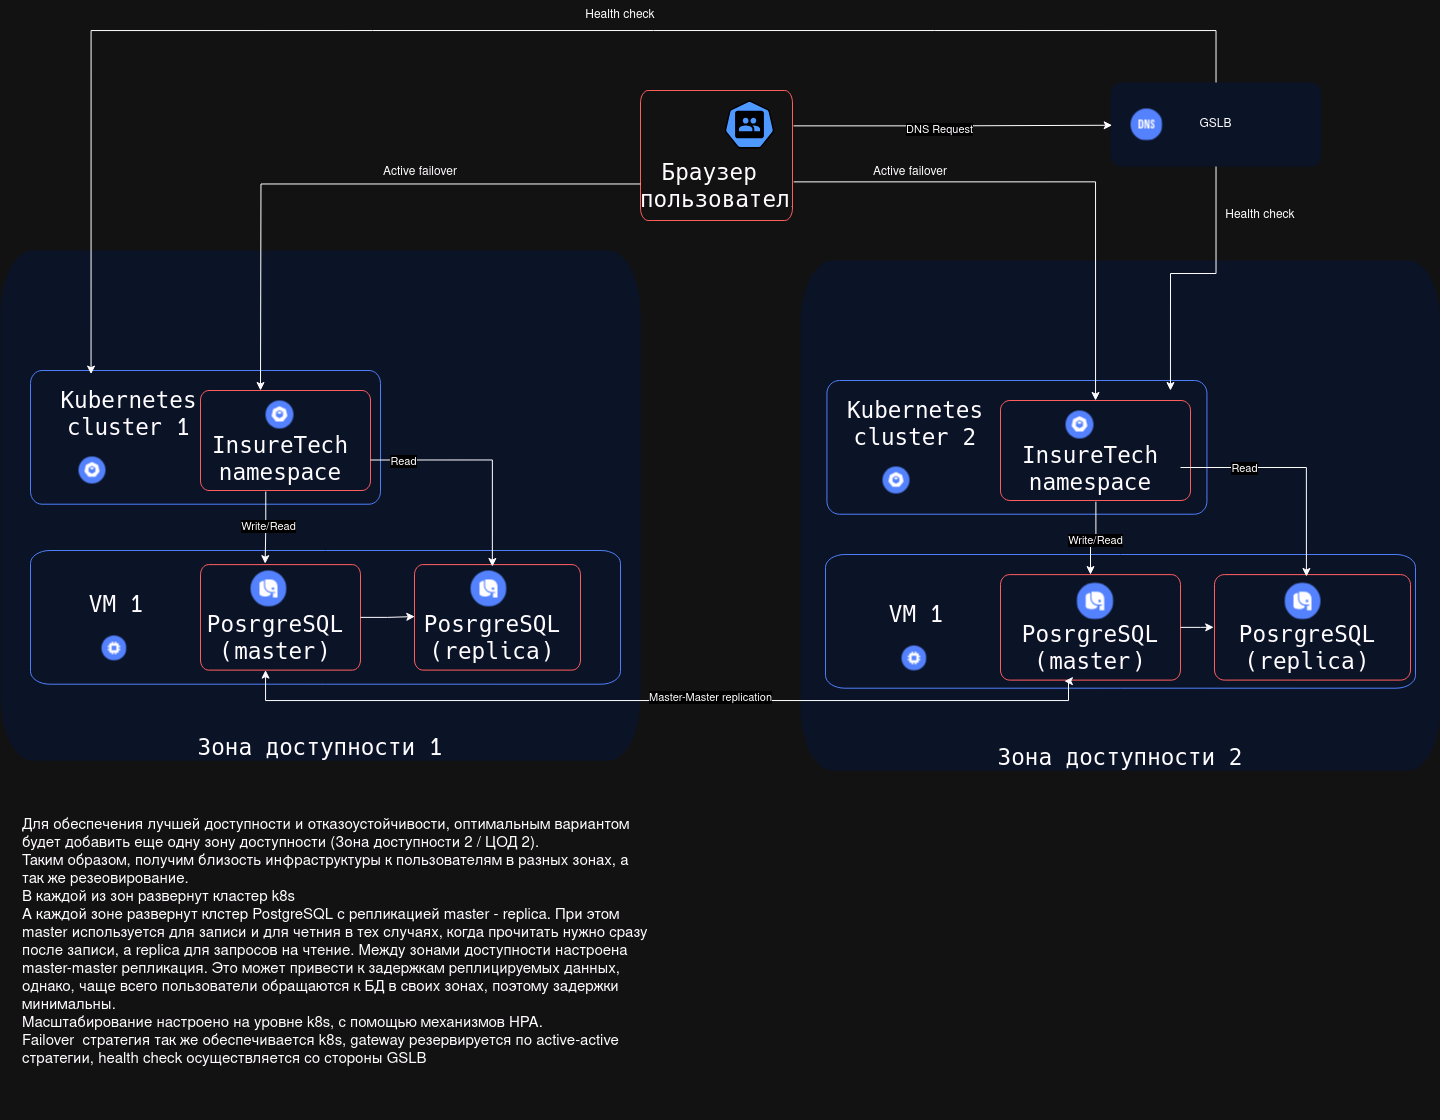 Health check
DNS
GSLB
DNS Request
Браузер
пользовател
Active failover
Active failover
Health check
Kubernetes
cluster 1
InsureTech
namespace
Read
Write/Read
VM 1
PosrgreSQL
(master)
PosrgreSQL
(replica)
Kubernetes
cluster 2
InsureTech
namespace
Read
Write/Read
VM 1
PosrgreSQL
(master)
PosrgreSQL
(replica)
Master-Master replication
Зона доступности 1
Зона доступности 2
Для обеспечения лучшей доступности и отказоустойчивости, оптимальным вариантом
будет добавить еще одну зону доступности (Зона доступности 2 / ЦОД 2).
Таким образом, получим близость инфраструктуры к пользователям в разных зонах, а
так же резеовирование.
В каждой из зон развернут кластер k8s
А каждой зоне развернут клстер PostgreSQL с репликацией master - replica. При этом
master используется для записи и для четния в тех случаях, когда прочитать нужно сразу
после записи, а replica для запросов на чтение. Между зонами доступности настроена
master-master репликация. Это может привести к задержкам реплицируемых данных,
однако, чаще всего пользователи обращаются к БД в своих зонах, поэтому задержки
минимальны.
Масштабирование настроено на уровне k8s, с помощью механизмов HPA.
Failover  стратегия так же обеспечивается k8s, gateway резервируется по active-active
стратегии, health check осуществляется со стороны GSLB